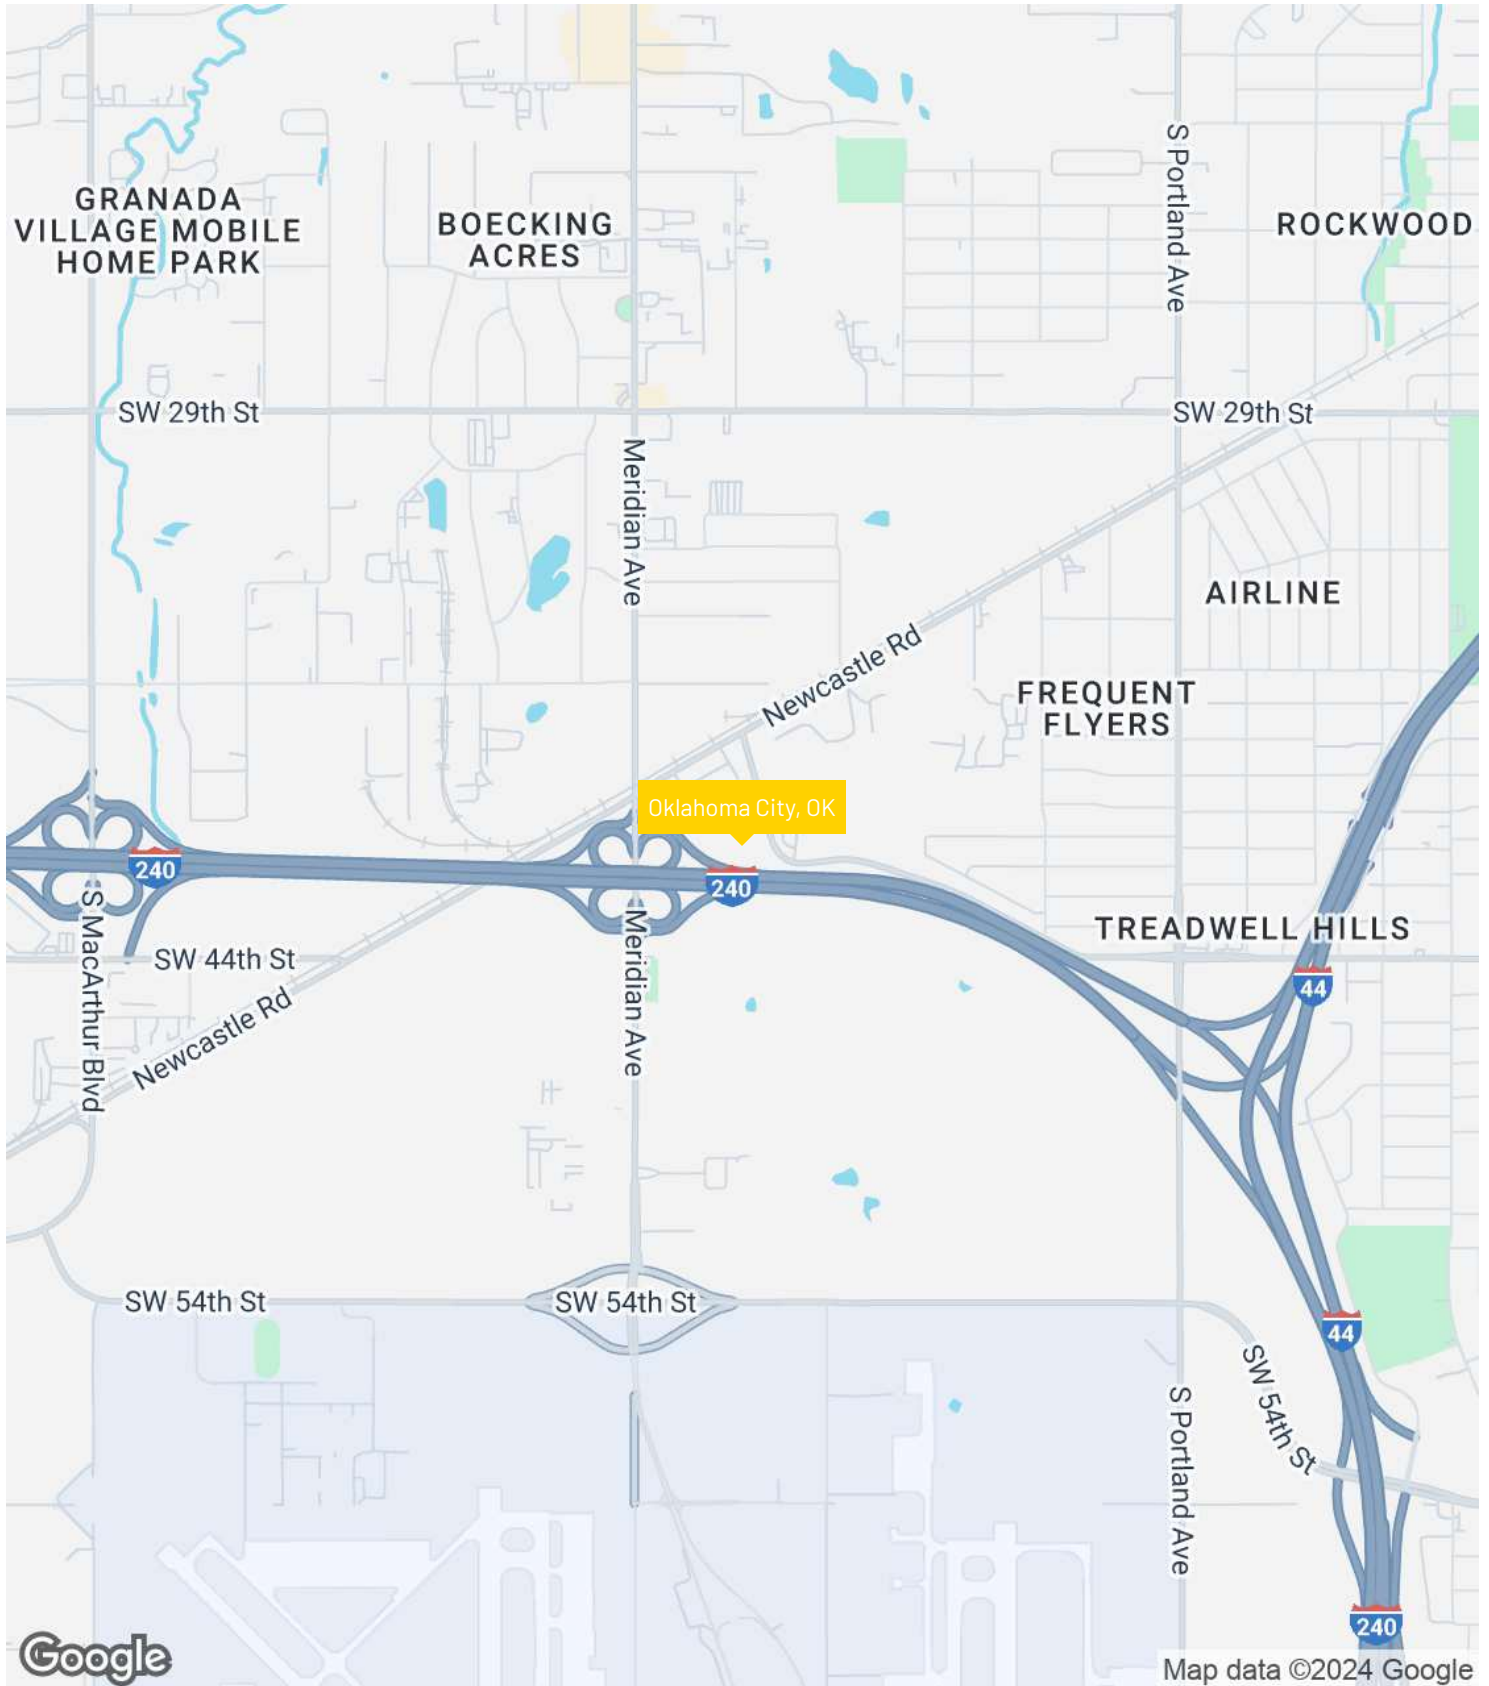 S Portland Ave
GRANADA
VILLAGE MOBILE
HOME PARK
BOECKING
ACRES
ROCKWOOD
SW 29th St
SW 29th St
Meridian Ave
AIRLINE
Newcastle Rd
FREQUENT
FLYERS
Oklahoma City, OK
240
240
S MacArthur Blvd
Meridian Ave
TREADWELL HILLS
SW 44th St
44
Newcastle Rd
SW 54th St
SW 54th St
44
SW 54th St
S Portland Ave
240
Google
Map data ©2024 Google